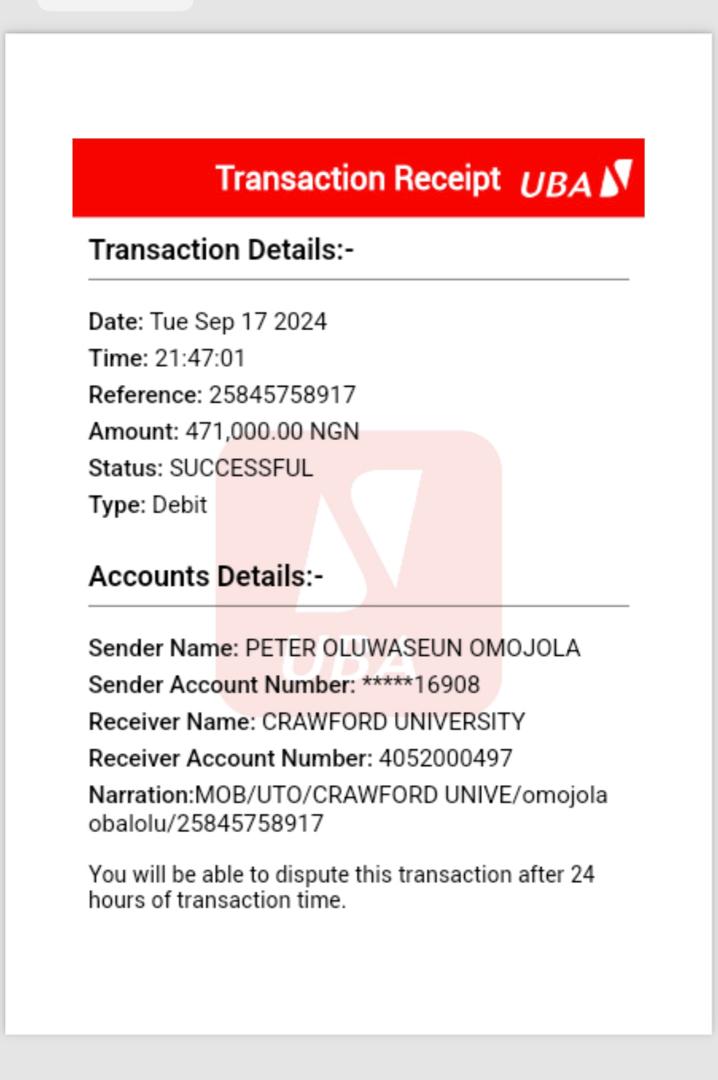 Transaction Receipt UBA
Transaction Details:-
Date: Tue Sep 17 2024
Time: 21:47:01
Reference: 25845758917
Amount: 471,000.00 NGN
Status: SUCCESSFUL
Type: Debit
Accounts Details:-
Sender Name: PETER OLUWASEUN OMOJOLA
UBA
Sender Account Number: *****16908
Receiver Name: CRAWFORD UNIVERSITY
Receiver Account Number: 4052000497
Narration:MOB/UTO/CRAWFORD UNIVE/omojola
obalolu/25845758917
You will be able to dispute this transaction after 24
hours of transaction time.